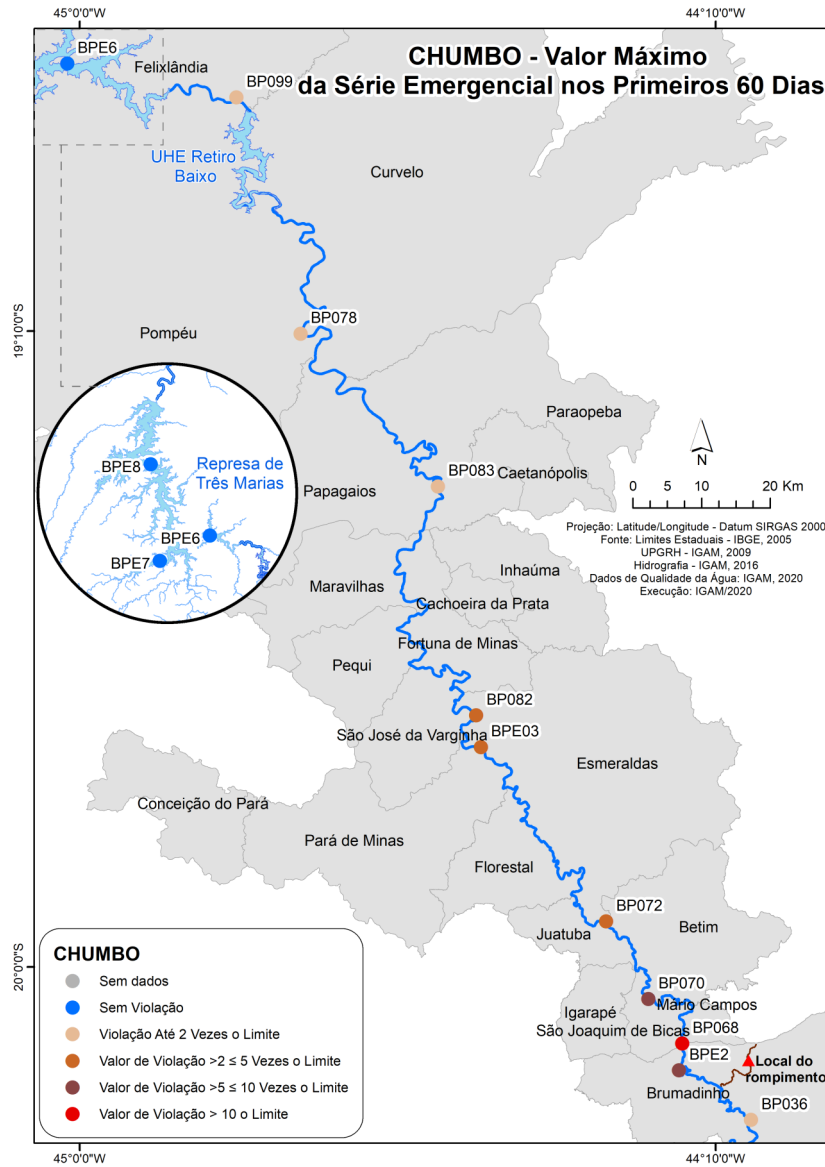 45°0'0"W
44°10'0"W
BPE6
Felixlândia
CHUMBO - Valor Máximo
da Série Emergencial nos Primeiros 60 Dias
BP099
UHE Retiro
Baixo
Curvelo
19°10'0"S
BP078
Pompéu
Paraopeba
N
BP083
Caetanópolis
0 5 10 20 Km
Represa de
Três Marias
BPE8
BPE6
BPE7
Papagaios
Projeção: Latitude/Longitude - Datum SIRGAS 2000
Fonte: Limites Estaduais - IBGE, 2005
UPGRH - IGAM, 2009
Hidrografia - IGAM, 2016
Dados de Qualidade da Água: IGAM, 2020
Execução: IGAM/2020
Inhaúma
Maravilhas
Cachoeira da Prata
Fortuna de Minas
Pequi
BP082
São José da Varginha
BPE03
Esmeraldas
Conceição do Pará
Pará de Minas
Florestal
BP072
Juatuba
Betim
20°0'0"S
BP070
Mário Campos
Igarapé
São Joaquim de Bicas
BP068
BPE2
Local do
rompimento
Brumadinho
BP036
CHUMBO
Sem dados
Sem Violação
Violação Até 2 Vezes o Limite
Valor de Violação >2 ≤ 5 Vezes o Limite
Valor de Violação >5 ≤ 10 Vezes o Limite
Valor de Violação > 10 o Limite
45°0'0"W
44°10'0"W